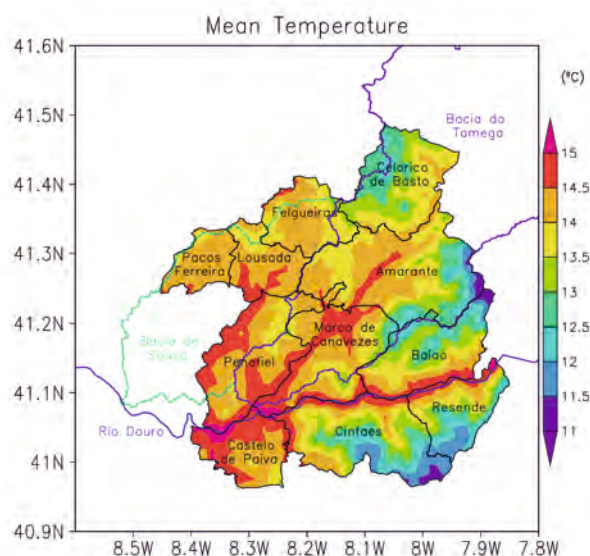 Mean Temperature
41.6N
41.5N
41.4N
41.3N
41.2N
41.1N
41N
40.9N
8.5W
8.4W
8.3W
8.2W
8.1W
8W
7.9W
7.8W
(ºC)
15
14.5
14
13.5
13
12.5
12
11.5
11
Bacia do
Tamega
Celorico
de Basto
Felgueiras
Pacos
Ferreira
Lousada
Amarante
Marco de
Canavezes
Bacia do
Sousa
Penafiel
Baiao
Resende
Rio Douro
Cinfaes
Castelo
de Paiva